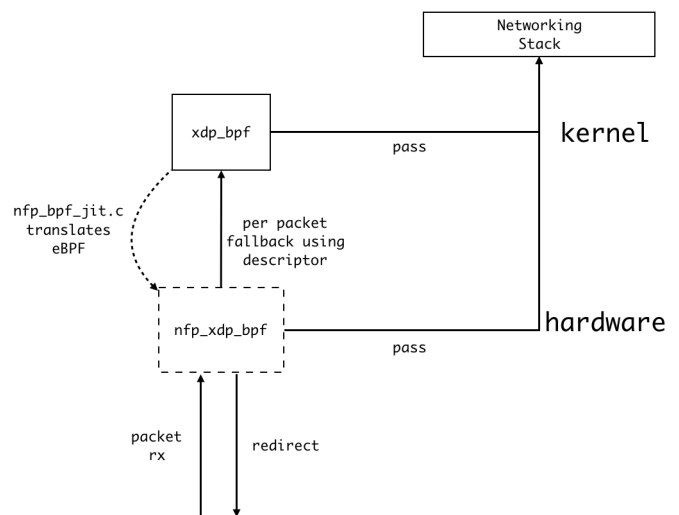 Networking
Stack
xdp_bpf
kernel
pass
nfp_bpf_jit.c
translates
eBPF
per packet
fallback using
descriptor
nfp_xdp_bpf
hardware
pass
packet
rx
redirect